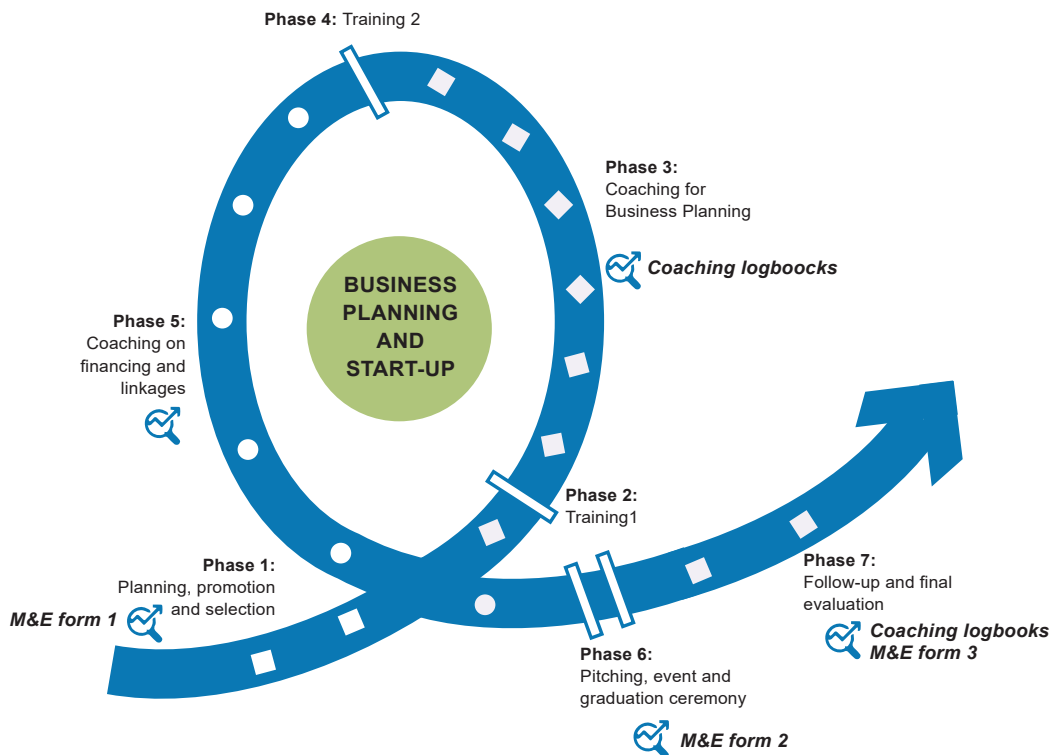 Phase 4: Training 2
Phase 3:
Coaching for
Business Planning
Coaching logboocks
BUSINESS
PLANNING
AND
START-UP
Phase 5:
Coaching on
financing and
linkages
Phase 2:
Training1
Phase 1:
Planning, promotion
and selection
M&E form 1
Phase 7:
Follow-up and final
evaluation
Coaching logbooks
M&E form 3
Phase 6:
Pitching, event and
graduation ceremony
M&E form 2